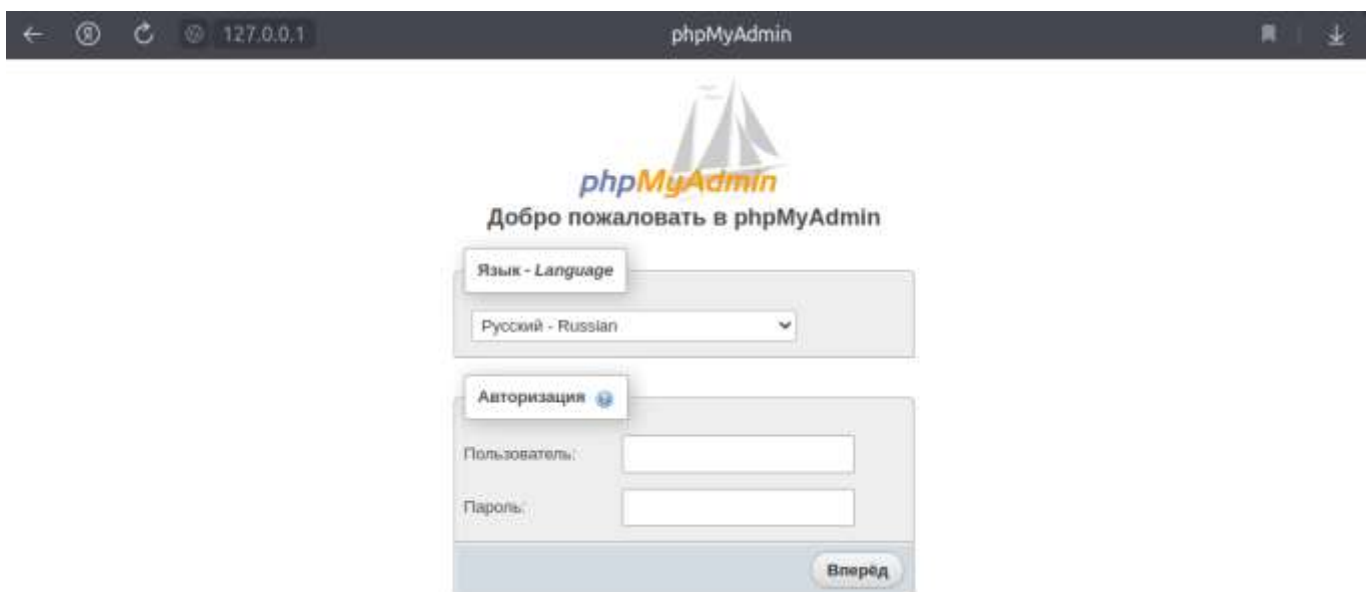 127.0.0.1 phpMyAdmin
phpMyAdmin
Добро пожаловать в phpMyAdmin
Язык - Language
Русский - Russian
Авторизация
Пользователь:
Пароль:
Вперёд